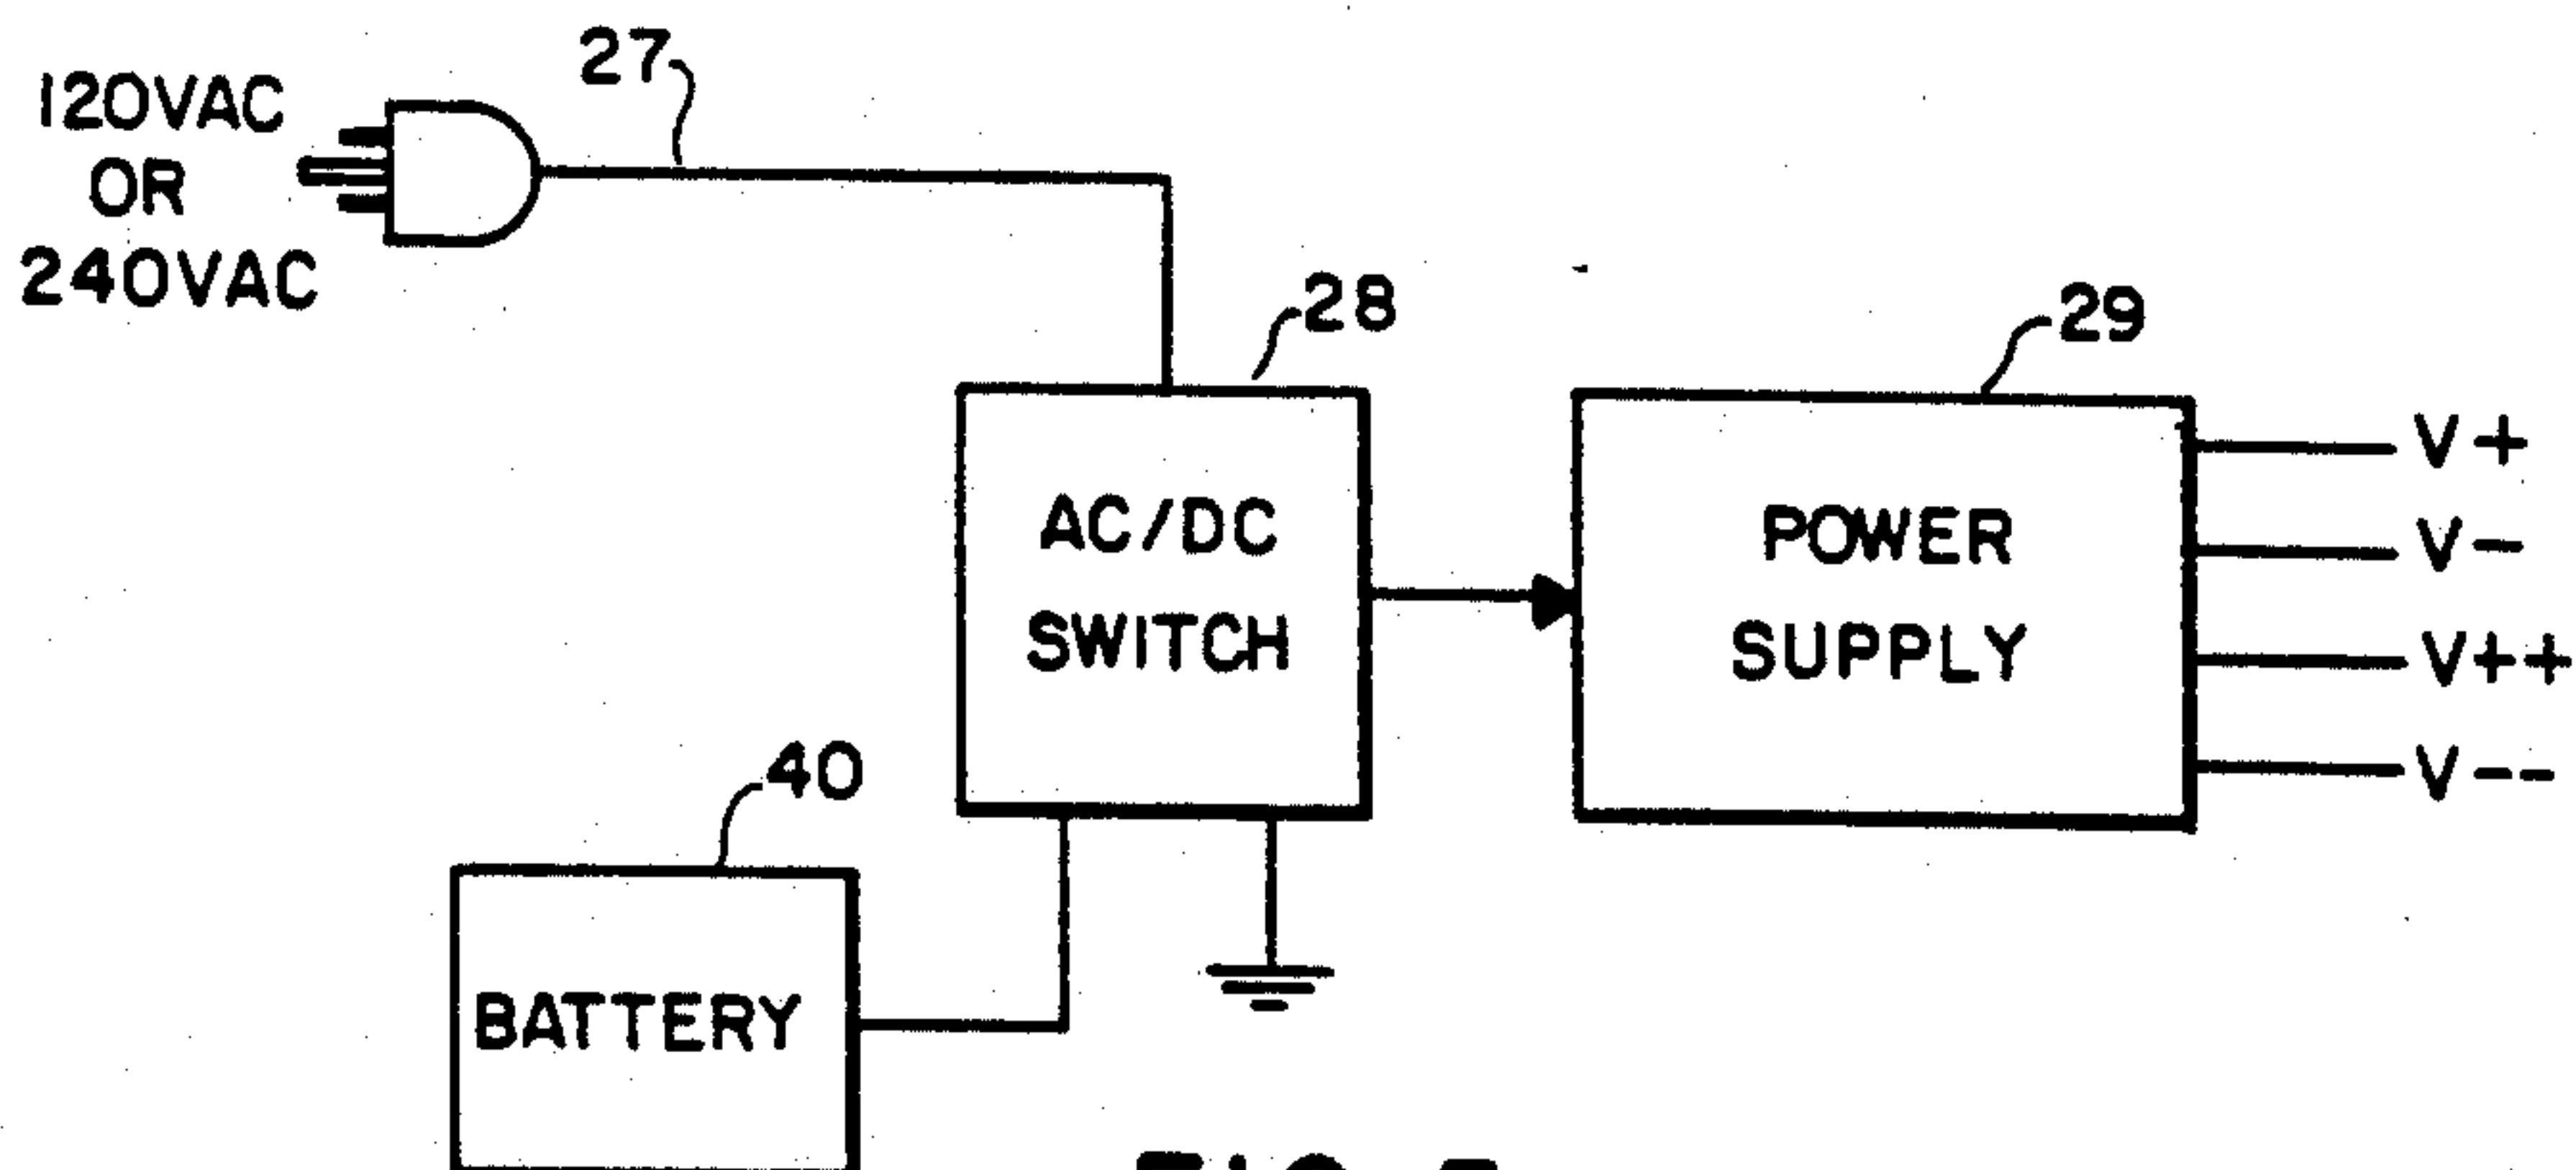 120VAC
OR
240VAC
27
28
29
AC/DC
SWITCH
POWER
SUPPLY
V+
V-
V++
V--
40
BATTERY